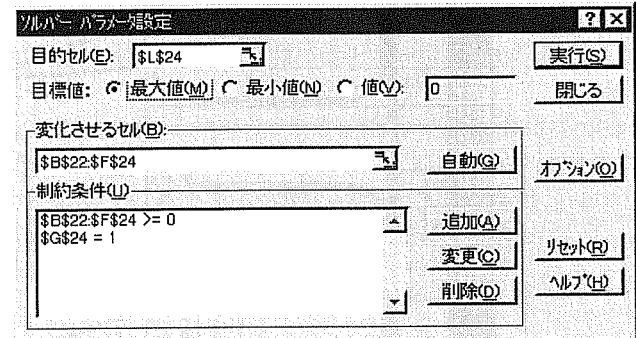 ソルバー パラメータ設定
目的セル(E): $L$24 実行(S)
目標値: 最大値(M) 最小値(N) 値(V): 0 閉じる
変化させるセル(B):
$B$22:$F$24 自動(G) オプション(O)
制約条件(U)
$B$22:$F$24 >= 0 追加(A)
$G$24 = 1
変更(C) リセット(R)
削除(D) ヘルプ(H)